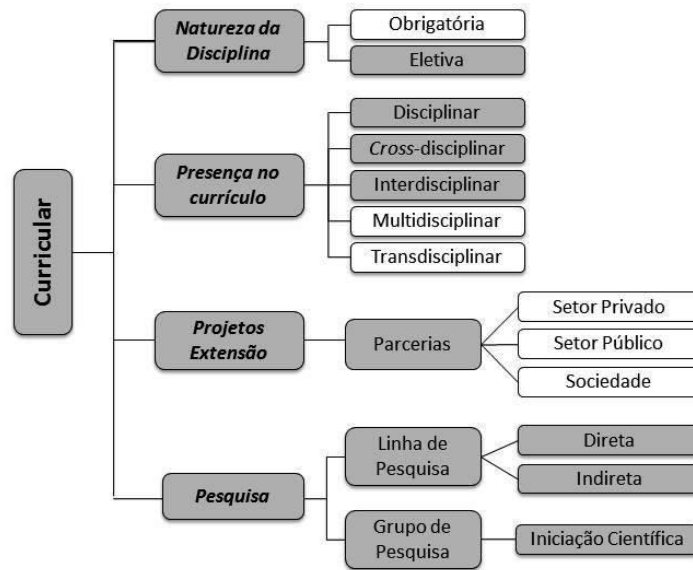 Curricular
Natureza da
Disciplina
Obrigatória
Eletiva
Presença no
currículo
Disciplinar
Cross-disciplinar
Interdisciplinar
Multidisciplinar
Transdisciplinar
Projetos
Extensão
Parcerias
Setor Privado
Setor Público
Sociedade
Pesquisa
Linha de
Pesquisa
Direta
Indireta
Grupo de
Pesquisa
Iniciação Científica